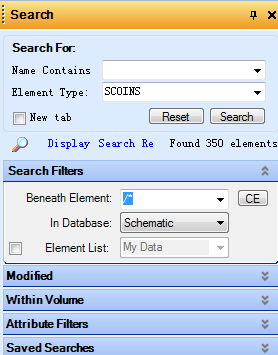 Search
Search For:
Name Contains
Element Type: SCOINS
New tab Reset Search
Display Search Re Found 350 elements
Search Filters
Beneath Element: /* CE
In Database: Schematic
Element List: My Data
Modified
Within Volume
Attribute Filters
Saved Searches